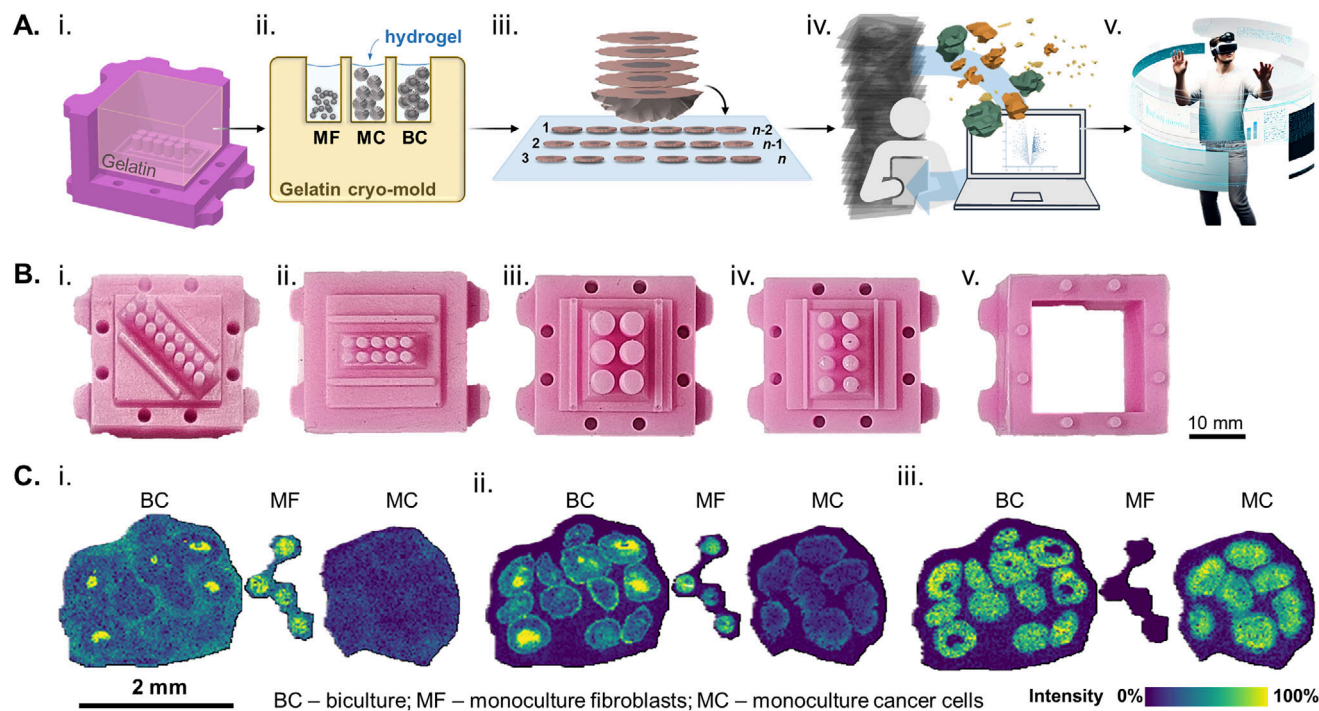 A. i. ii. iii. iv. v.
hydrogel
MF MC BC
Gelatin
Gelatin cryo-mold
1 n-2
2 n-1
3 n
B. i. ii. iii. iv. v.
10 mm
C. i. ii. iii.
BC MF MC BC MF MC BC MF MC
2 mm
BC – biculture; MF – monoculture fibroblasts; MC – monoculture cancer cells
Intensity 0% 100%